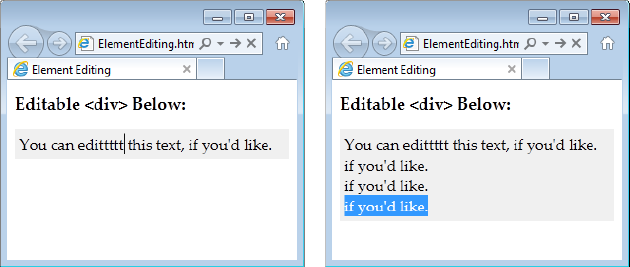 ElementEditing.htm
Element Editing
Editable <div> Below:
You can edittttt this text, if you'd like.
ElementEditing.htm
Element Editing
Editable <div> Below:
You can edittttt this text, if you'd like.
if you'd like.
if you'd like.
if you'd like.